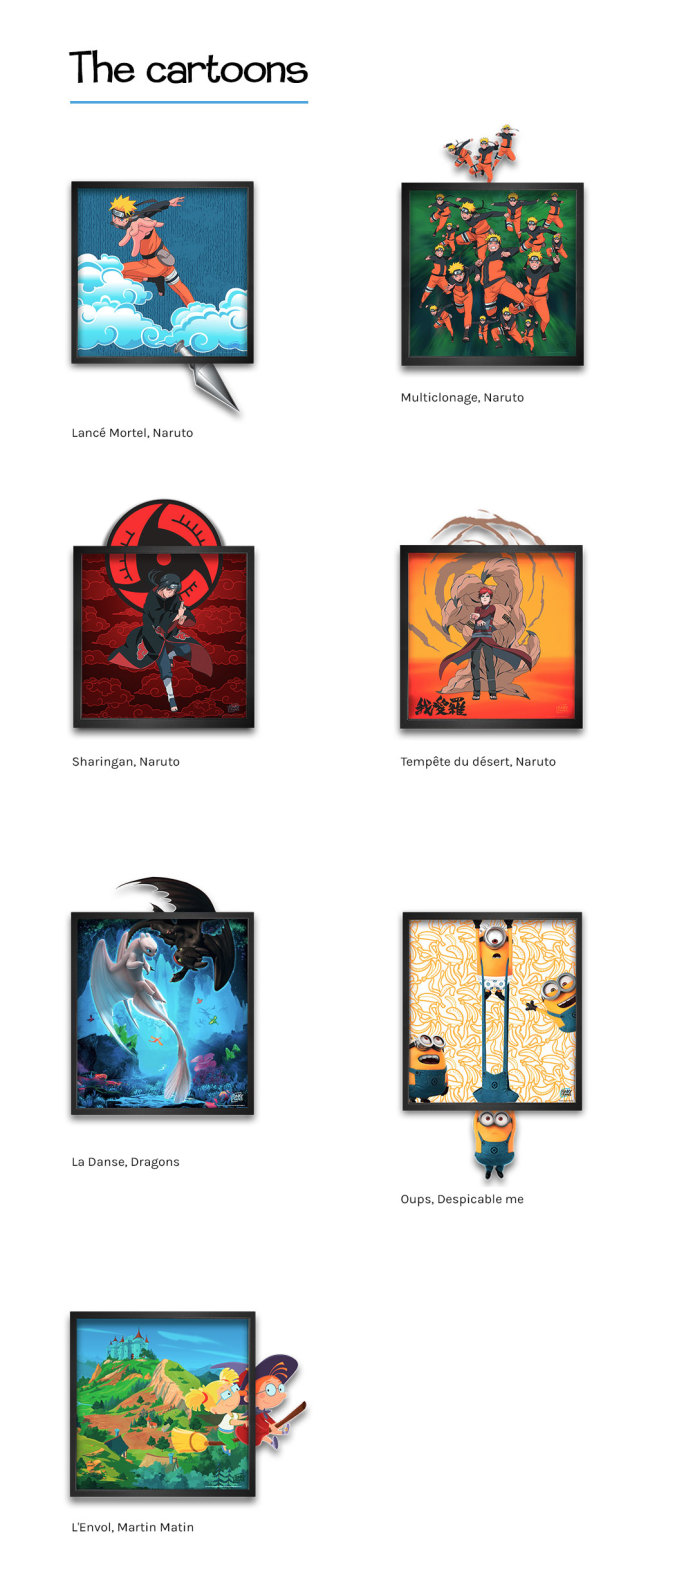 The cartoons
Lancé Mortel, Naruto
Multiclonage, Naruto
我愛羅
Sharingan, Naruto
Tempête du désert, Naruto
La Danse, Dragons
Oups, Despicable me
L'Envol, Martin Matin